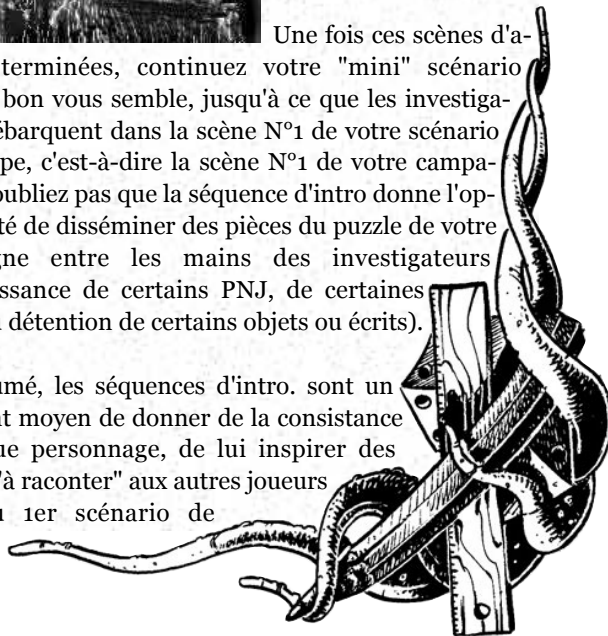 Une fois ces scènes d'a-
terminées, continuez votre "mini" scénario
bon vous semble, jusqu'à ce que les investiga-
ébarquent dans la scène N°1 de votre scénario
pe, c'est-à-dire la scène N°1 de votre campa-
oubliez pas que la séquence d'intro donne l'op-
té de disséminer des pièces du puzzle de votre
gne entre les mains des investigateurs
issance de certains PNJ, de certaines
u détention de certains objets ou écrits).
umé, les séquences d'intro. sont un
nt moyen de donner de la consistance
ue personnage, de lui inspirer des
"à raconter" aux autres joueurs
u 1er scénario de